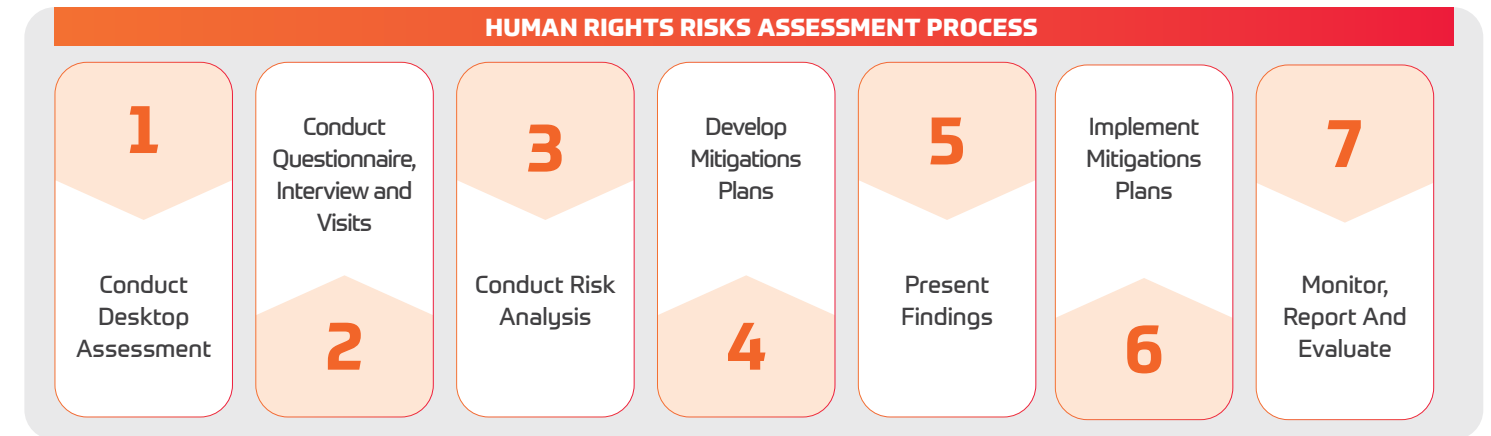 HUMAN RIGHTS RISKS ASSESSMENT PROCESS
1
Conduct
Desktop
Assessment
Conduct
Questionnaire,
Interview and
Visits
2
3
Conduct Risk
Analysis
Develop
Mitigations
Plans
4
5
Present
Findings
Implement
Mitigations
Plans
6
7
Monitor,
Report And
Evaluate